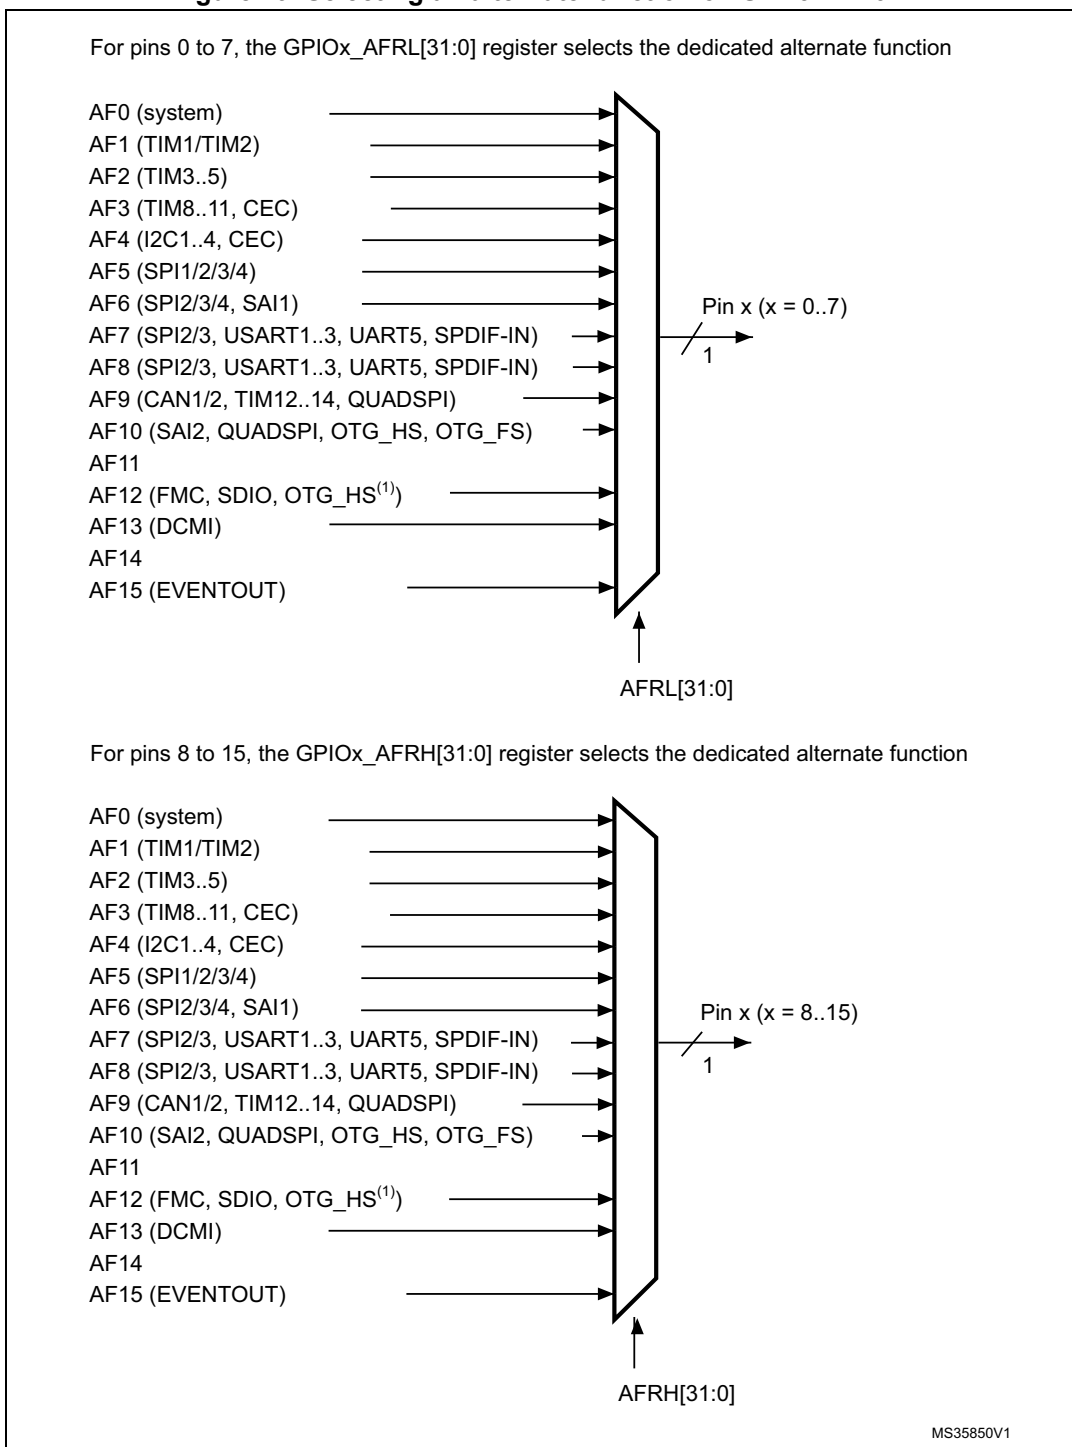 For pins 0 to 7, the GPIOx_AFRL[31:0] register selects the dedicated alternate function
AF0 (system)
AF1 (TIM1/TIM2)
AF2 (TIM3..5)
AF3 (TIM8..11, CEC)
AF4 (I2C1..4, CEC)
AF5 (SPI1/2/3/4)
AF6 (SPI2/3/4, SAI1)
Pin x (x = 0..7)
AF7 (SPI2/3, USART1..3, UART5, SPDIF-IN)
1
AF8 (SPI2/3, USART1..3, UART5, SPDIF-IN)
AF9 (CAN1/2, TIM12..14, QUADSPI)
AF10 (SAI2, QUADSPI, OTG_HS, OTG_FS)
AF11
AF12 (FMC, SDIO, OTG_HS(1))
AF13 (DCMI)
AF14
AF15 (EVENTOUT)
AFRL[31:0]
For pins 8 to 15, the GPIOx_AFRH[31:0] register selects the dedicated alternate function
AF0 (system)
AF1 (TIM1/TIM2)
AF2 (TIM3..5)
AF3 (TIM8..11, CEC)
AF4 (I2C1..4, CEC)
AF5 (SPI1/2/3/4)
AF6 (SPI2/3/4, SAI1)
Pin x (x = 8..15)
AF7 (SPI2/3, USART1..3, UART5, SPDIF-IN)
1
AF8 (SPI2/3, USART1..3, UART5, SPDIF-IN)
AF9 (CAN1/2, TIM12..14, QUADSPI)
AF10 (SAI2, QUADSPI, OTG_HS, OTG_FS)
AF11
AF12 (FMC, SDIO, OTG_HS(1))
AF13 (DCMI)
AF14
AF15 (EVENTOUT)
AFRH[31:0]
MS35850V1